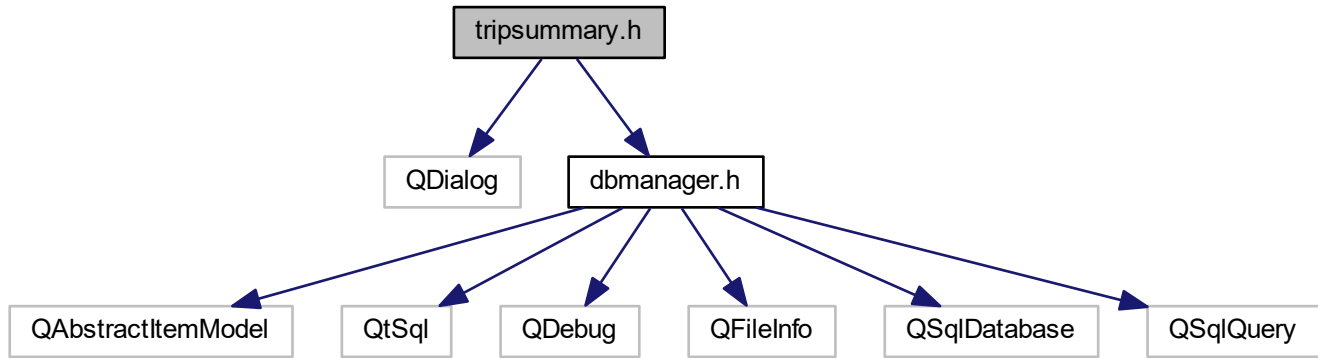 tripsummary.h
QDialog
dbmanager.h
QAbstractItemModel
QtSql
QDebug
QFileInfo
QSqlDatabase
QSqlQuery